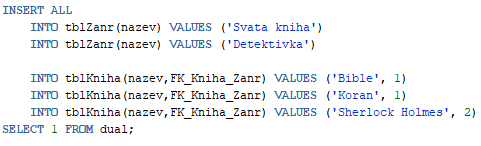 INSERT ALL
INTO tblZanr(nazev) VALUES ('Svata kniha')
INTO tblZanr(nazev) VALUES ('Detektivka')
INTO tblKniha(nazev,FK_Kniha_Zanr) VALUES ('Bible', 1)
INTO tblKniha(nazev,FK_Kniha_Zanr) VALUES ('Koran', 1)
INTO tblKniha(nazev,FK_Kniha_Zanr) VALUES ('Sherlock Holmes', 2)
SELECT 1 FROM dual;